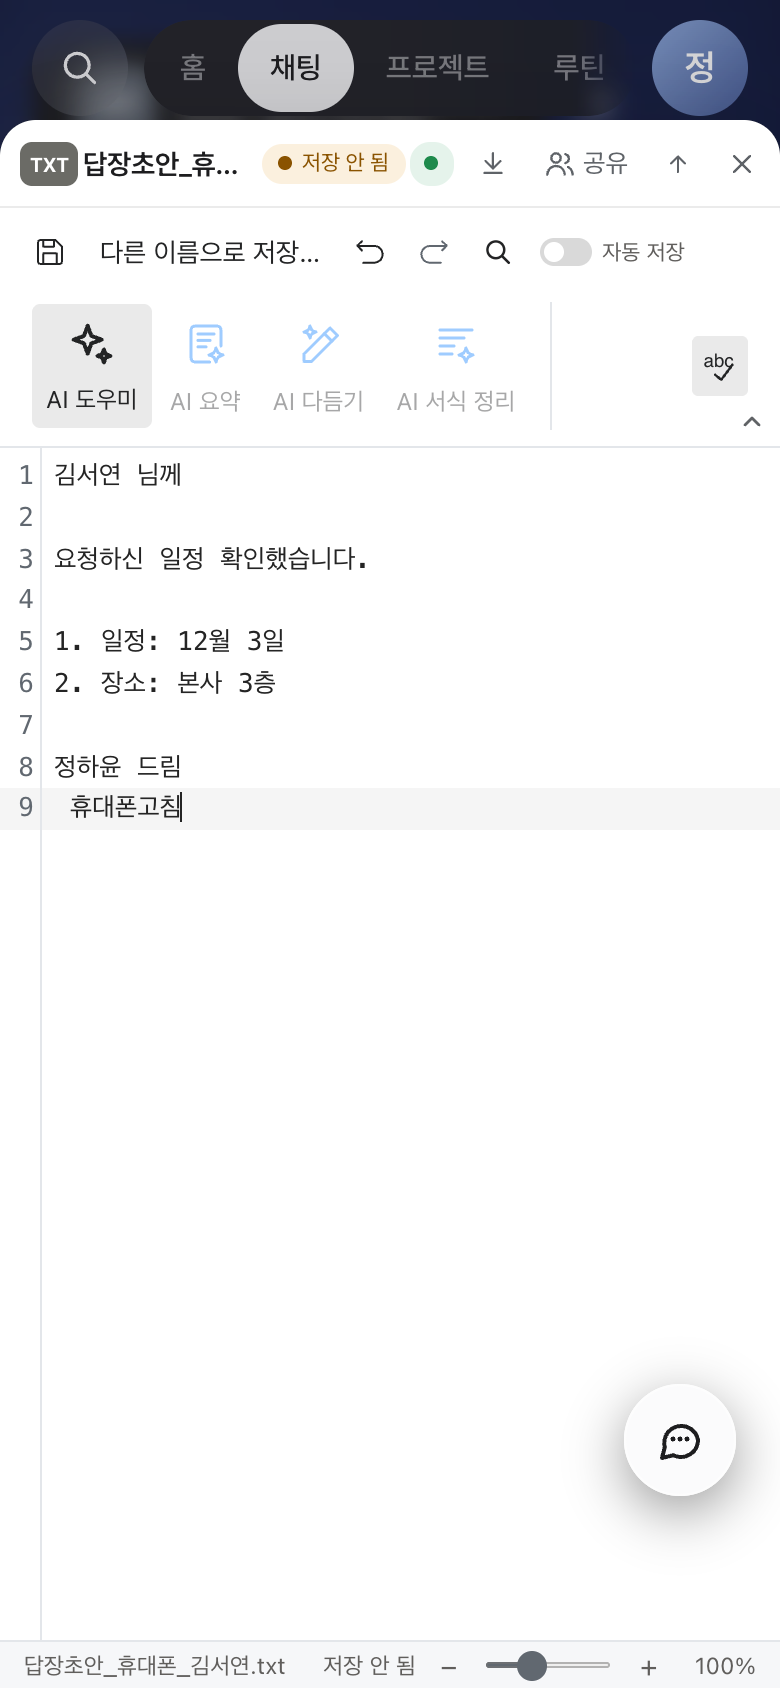 홈 채팅 프로젝트 루틴 정
TXT 답장초안_휴... 저장 안 됨 공유
다른 이름으로 저장... 자동 저장
AI 도우미 AI 요약 AI 다듬기 AI 서식 정리 abc
1 김서연 님께
2
3 요청하신 일정 확인했습니다.
4
5 1. 일정: 12월 3일
6 2. 장소: 본사 3층
7
8 정하윤 드림
9 휴대폰고침
답장초안_휴대폰_김서연.txt 저장 안 됨 − + 100%